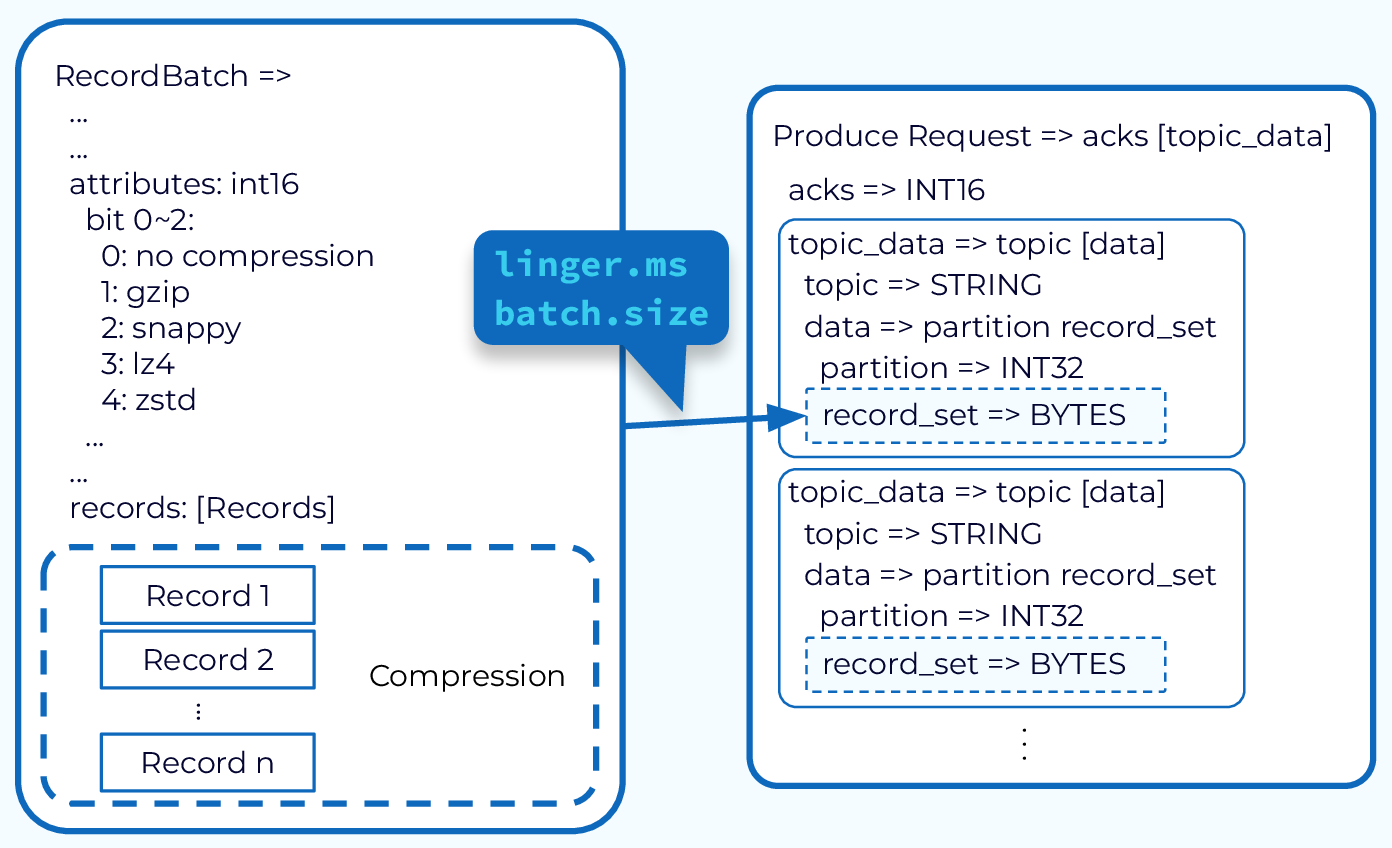 RecordBatch =>
...
...
attributes: int16
bit 0~2:
0: no compression
1: gzip
2: snappy
3: lz4
4: zstd
...
...
records: [Records]
Record 1
Record 2
⋮
Record n
Compression
linger.ms
batch.size
Produce Request => acks [topic_data]
acks => INT16
topic_data => topic [data]
topic => STRING
data => partition record_set
partition => INT32
record_set => BYTES
topic_data => topic [data]
topic => STRING
data => partition record_set
partition => INT32
record_set => BYTES
⋮